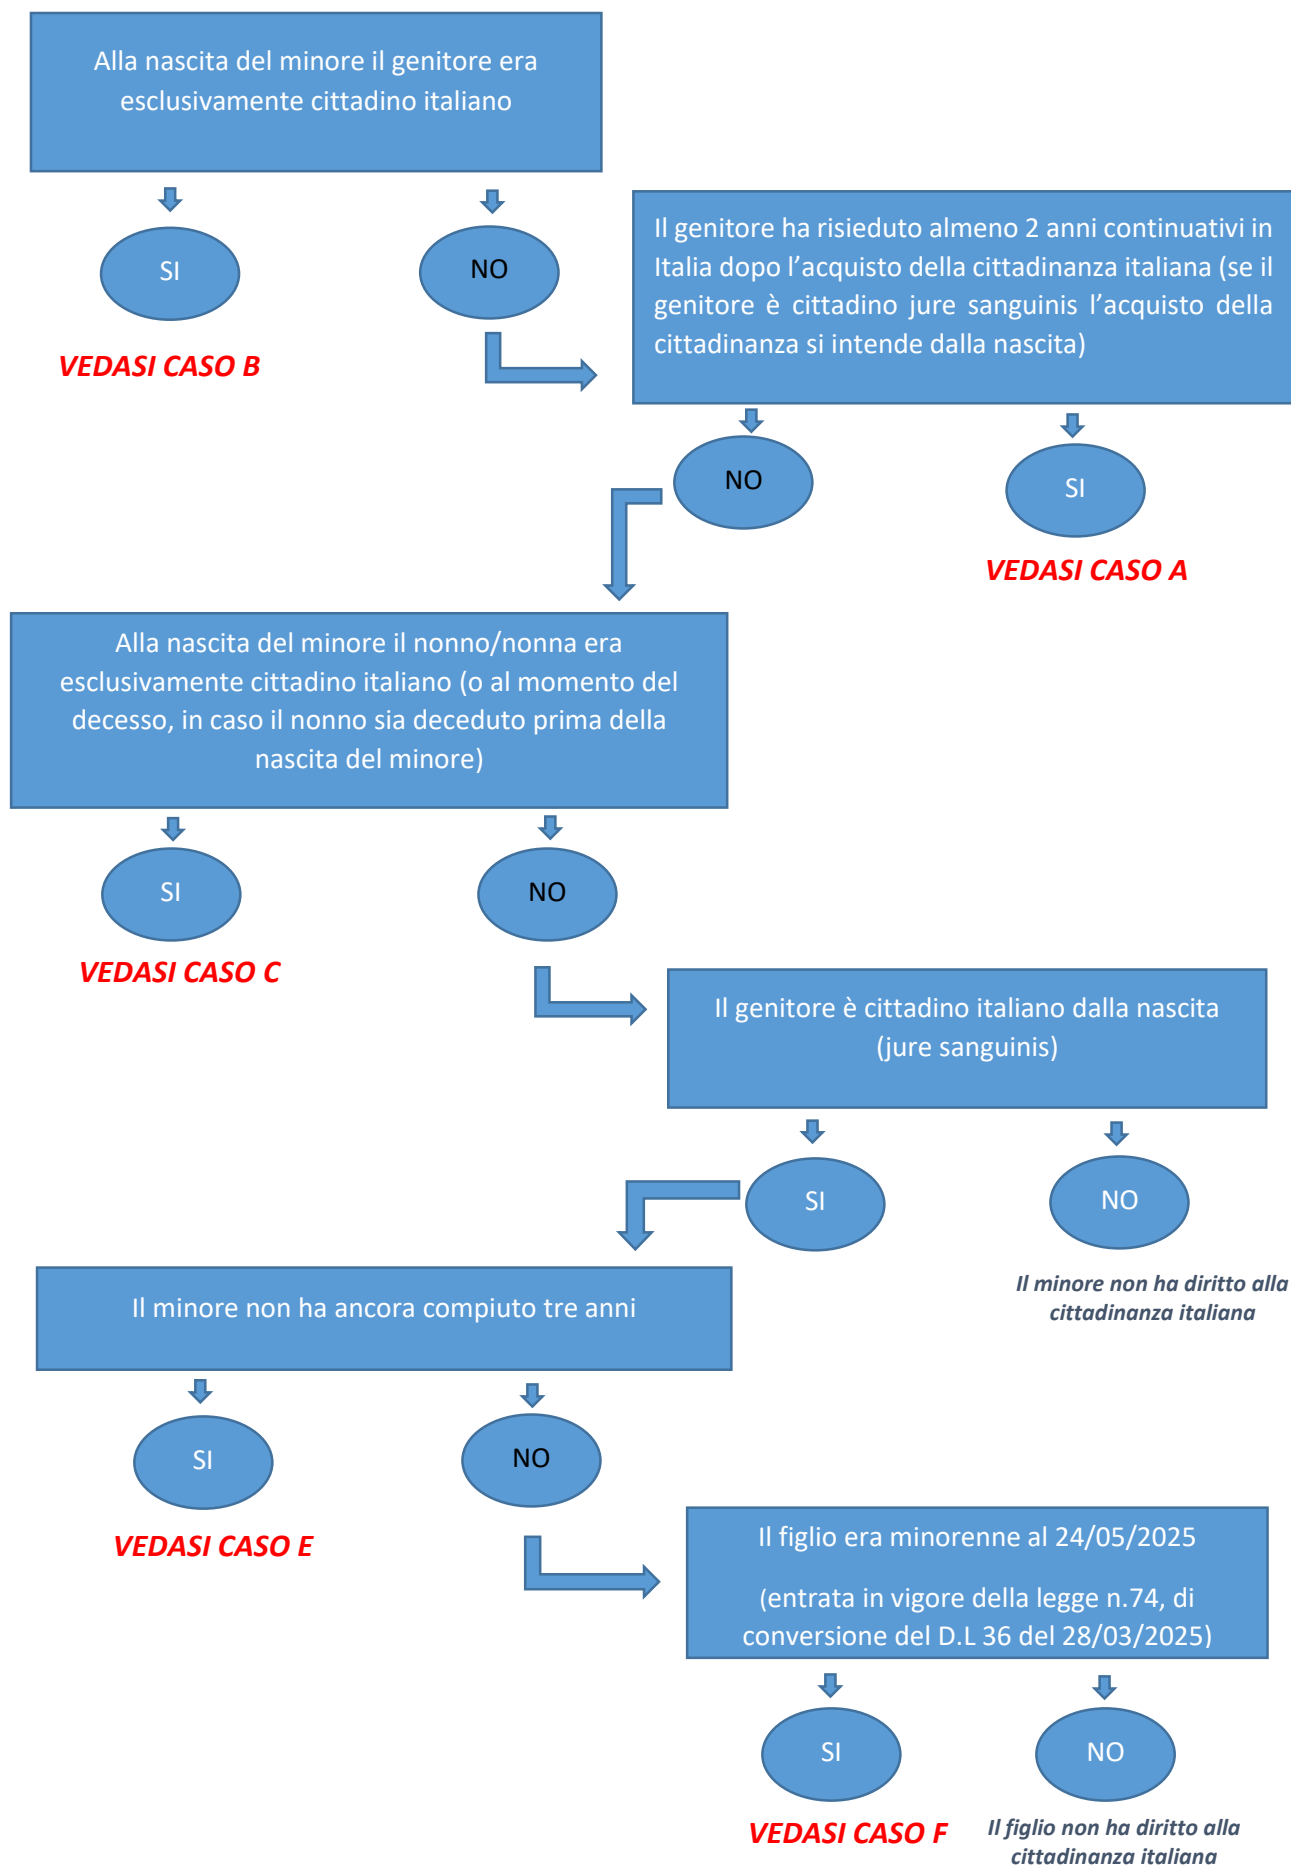 Alla nascita del minore il genitore era
esclusivamente cittadino italiano
SI
NO
VEDASI CASO B
Il genitore ha risieduto almeno 2 anni continuativi in
Italia dopo l’acquisto della cittadinanza italiana (se il
genitore è cittadino jure sanguinis l’acquisto della
cittadinanza si intende dalla nascita)
NO
SI
VEDASI CASO A
Alla nascita del minore il nonno/nonna era
esclusivamente cittadino italiano (o al momento del
decesso, in caso il nonno sia deceduto prima della
nascita del minore)
SI
NO
VEDASI CASO C
Il genitore è cittadino italiano dalla nascita
(jure sanguinis)
SI
NO
Il minore non ha diritto alla
cittadinanza italiana
Il minore non ha ancora compiuto tre anni
SI
NO
VEDASI CASO E
Il figlio era minorenne al 24/05/2025
(entrata in vigore della legge n.74, di
conversione del D.L 36 del 28/03/2025)
SI
NO
VEDASI CASO F
Il figlio non ha diritto alla
cittadinanza italiana